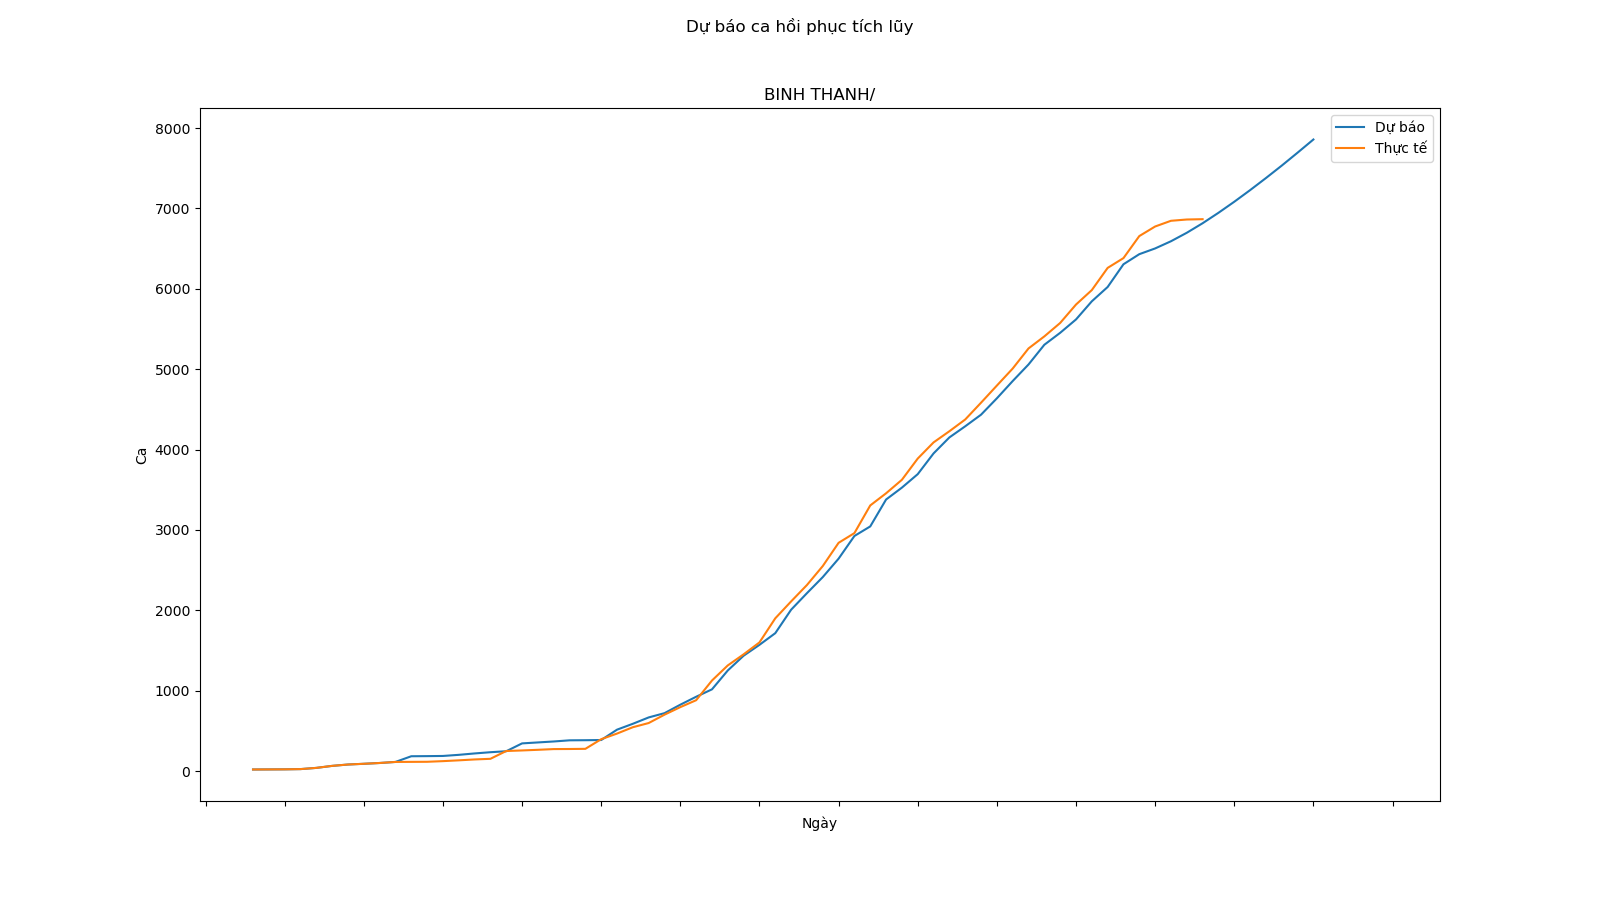 Dự báo ca hồi phục tích lũy
BINH THANH/
Dự báo
Thực tế
8000
7000
6000
5000
4000
3000
2000
1000
0
Ca
Ngày